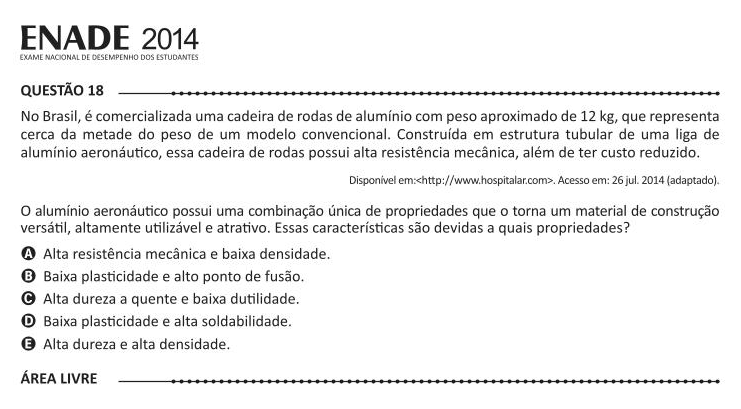 ENADE 2014
EXAME NACIONAL DE DESEMPENHO DOS ESTUDANTES
QUESTÃO 18
No Brasil, é comercializada uma cadeira de rodas de alumínio com peso aproximado de 12 kg, que representa
cerca da metade do peso de um modelo convencional. Construída em estrutura tubular de uma liga de
alumínio aeronáutico, essa cadeira de rodas possui alta resistência mecânica, além de ter custo reduzido.
Disponível em:<http://www.hospitalar.com>. Acesso em: 26 jul. 2014 (adaptado).
O alumínio aeronáutico possui uma combinação única de propriedades que o torna um material de construção
versátil, altamente utilizável e atrativo. Essas características são devidas a quais propriedades?
A Alta resistência mecânica e baixa densidade.
B Baixa plasticidade e alto ponto de fusão.
C Alta dureza a quente e baixa dutilidade.
D Baixa plasticidade e alta soldabilidade.
E Alta dureza e alta densidade.
ÁREA LIVRE